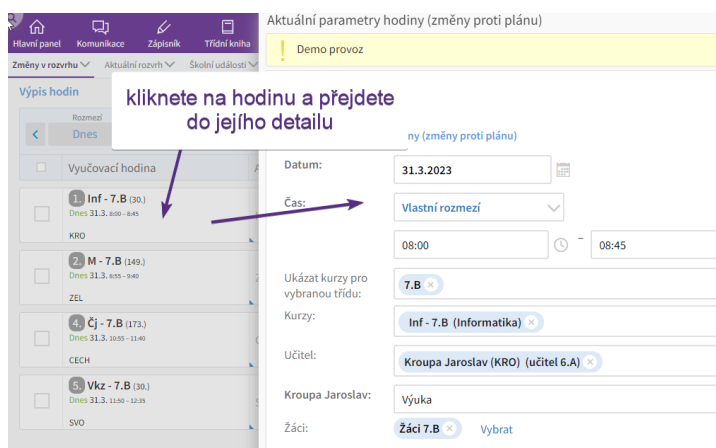 Hlavní panel
Komunikace
Zápisník
Třídní kniha
Změny v rozvrhu
Aktuální rozvrh
Školní události
Výpis hodin
Rozmezí
Dnes
Vyučovací hodina
1. Inf - 7.B (30.)
Dnes 31.3. 8:00 - 8:45
KRO
2. M - 7.B (149.)
Dnes 31.3. 8:55 - 9:40
ZEL
4. Čj - 7.B (173.)
Dnes 31.3. 10:55 - 11:40
CECH
5. Vkz - 7.B (30.)
Dnes 31.3. 11:50 - 12:35
SVO
kliknete na hodinu a přejdete
do jejího detailu
Aktuální parametry hodiny (změny proti plánu)
Demo provoz
ny (změny proti plánu)
Datum: 31.3.2023
Čas: Vlastní rozmezí
08:00 – 08:45
Ukázat kurzy pro
vybranou třídu: 7.B ×
Kurzy: Inf - 7.B (Informatika) ×
Učitel: Kroupa Jaroslav (KRO) (učitel 6.A) ×
Kroupa Jaroslav: Výuka
Žáci: Žáci 7.B × Vybrat